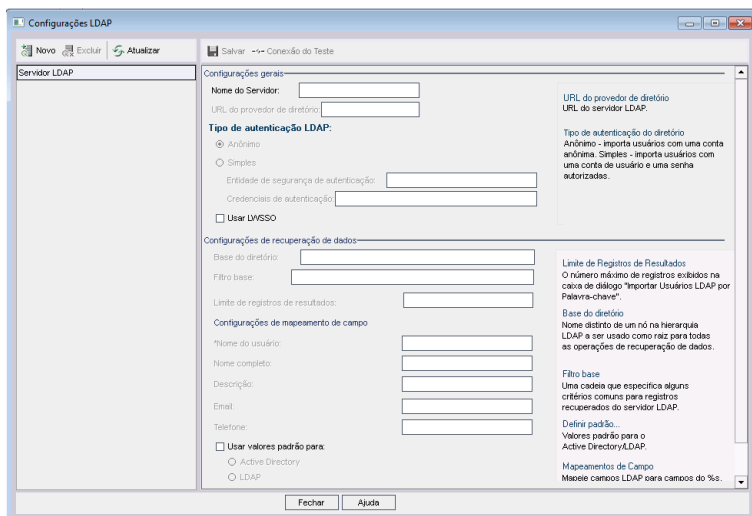 Configurações LDAP
Novo Excluir Atualizar
Salvar Conexão do Teste
Servidor LDAP
Configurações gerais
Nome do Servidor:
URL do provedor de diretório:
Tipo de autenticação LDAP:
Anônimo
Simples
Entidade de segurança de autenticação:
Credenciais de autenticação:
Usar LWSSO
URL do provedor de diretório
URL do servidor LDAP.
Tipo de autenticação do diretório
Anônimo - importa usuários com uma conta
anônima. Simples - importa usuários com
uma conta de usuário e uma senha
autorizadas.
Configurações de recuperação de dados
Base do diretório:
Filtro base:
Limite de registros de resultados:
Configurações de mapeamento de campo
*Nome do usuário:
Nome completo:
Descrição:
Email:
Telefone:
Usar valores padrão para:
Active Directory
LDAP
Limite de Registros de Resultados
O número máximo de registros exibidos na
caixa de diálogo "Importar Usuários LDAP por
Palavra-chave".
Base do diretório
Nome distinto de um nó na hierarquia
LDAP a ser usado como raiz para todas
as operações de recuperação de dados.
Filtro base
Uma cadeia que especifica alguns
critérios comuns para registros
recuperados do servidor LDAP.
Definir padrão...
Valores padrão para o
Active Directory/LDAP.
Mapeamentos de Campo
Mapeie campos LDAP para campos do %s.
Fechar Ajuda